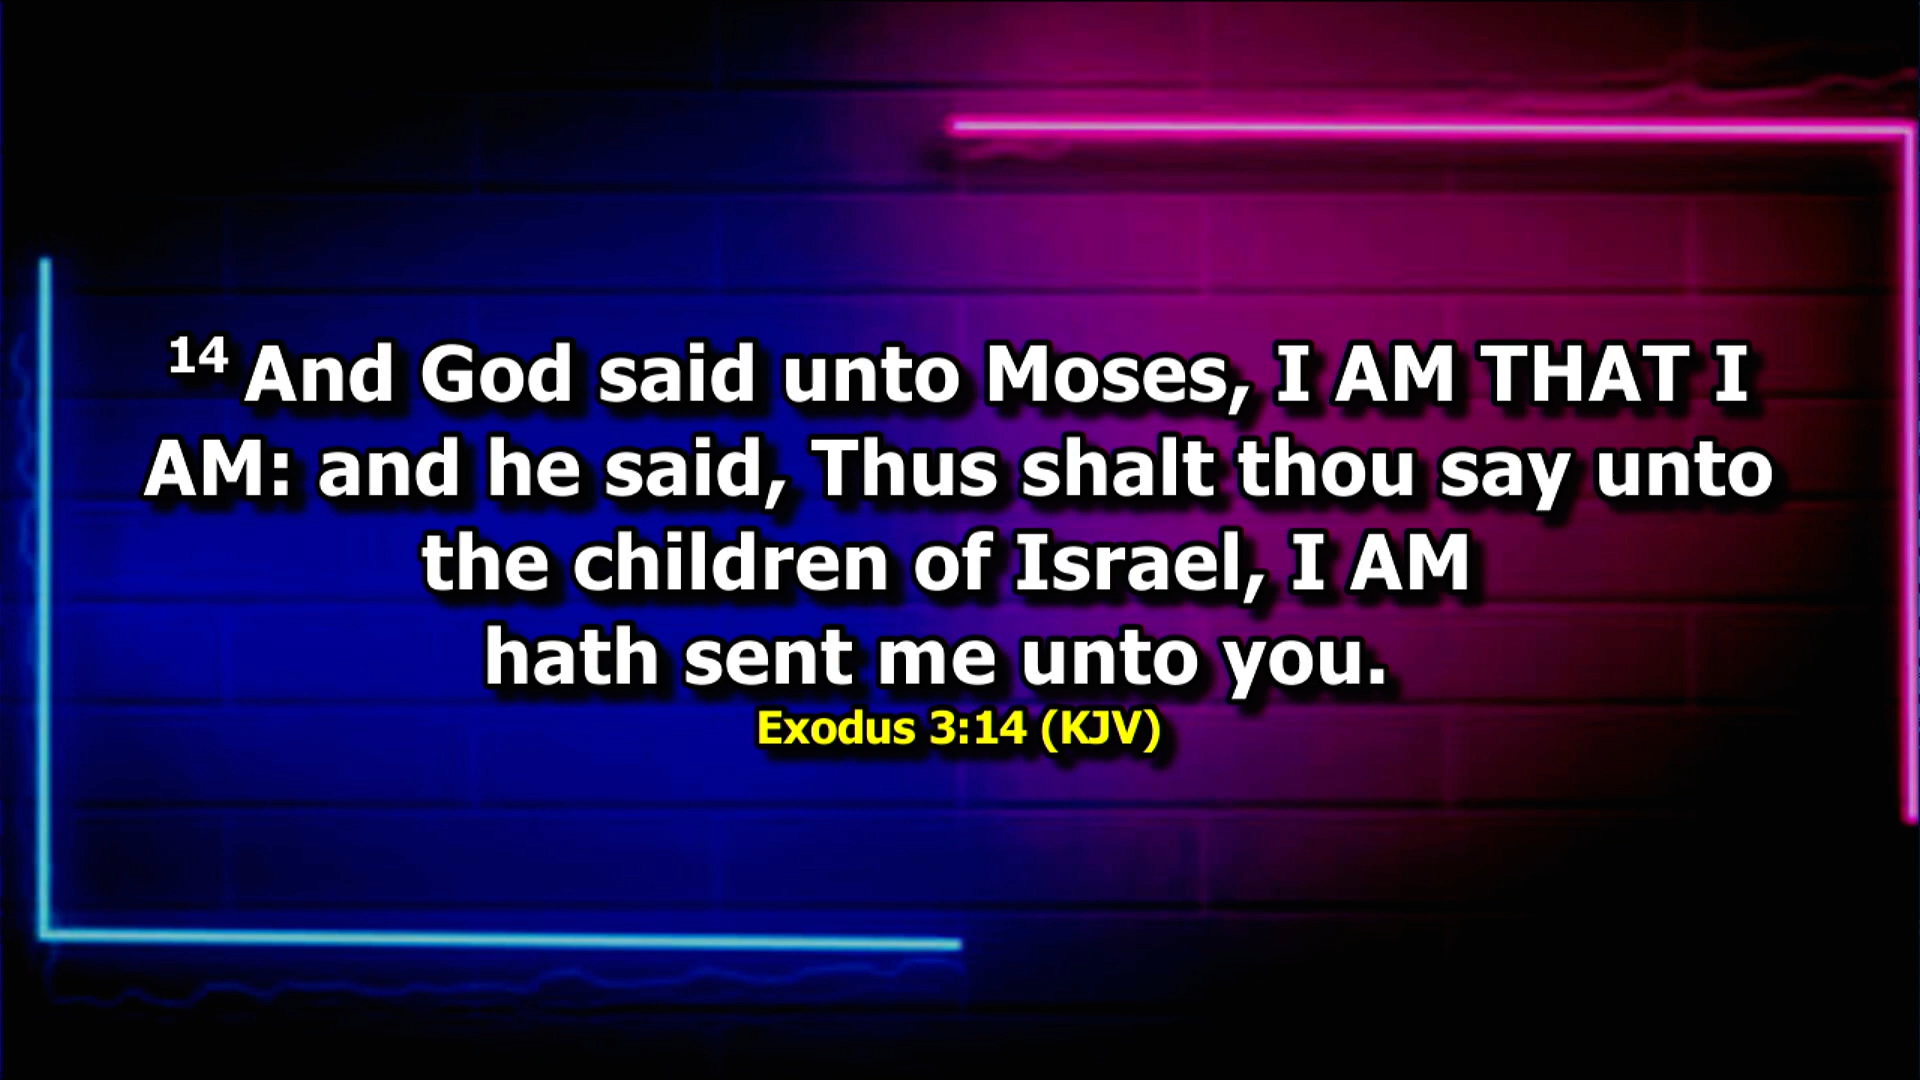 14 And God said unto Moses, I AM THAT I
AM: and he said, Thus shalt thou say unto
the children of Israel, I AM
hath sent me unto you.
Exodus 3:14 (KJV)